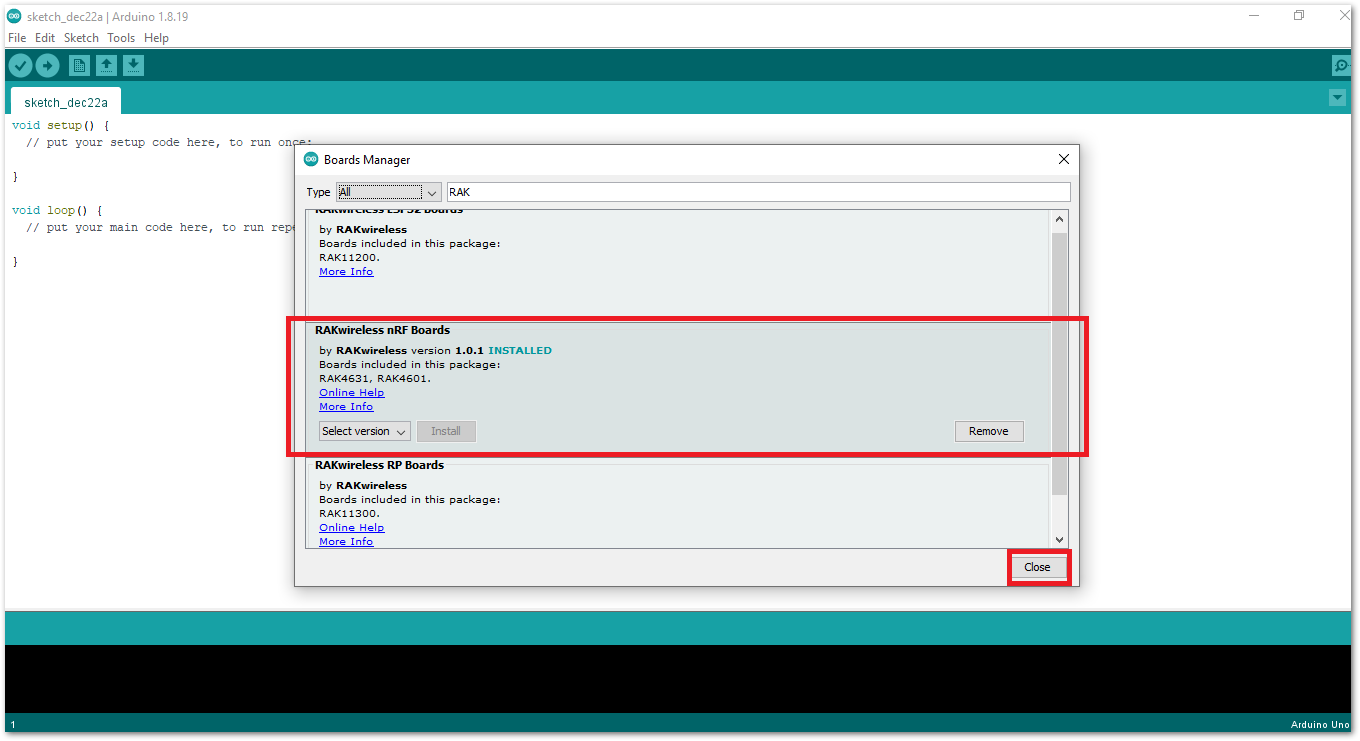 sketch_dec22a | Arduino 1.8.19
File Edit Sketch Tools Help
sketch_dec22a
void setup() {
// put your setup code here, to run once:
}
void loop() {
// put your main code here, to run repe
}
Boards Manager
Type All RAK
RAKwireless ESP32 Boards
by RAKwireless
Boards included in this package:
RAK11200.
More Info
RAKwireless nRF Boards
by RAKwireless version 1.0.1 INSTALLED
Boards included in this package:
RAK4631, RAK4601.
Online Help
More Info
Select version Install Remove
RAKwireless RP Boards
by RAKwireless
Boards included in this package:
RAK11300.
Online Help
More Info
Close
1 Arduino Uno